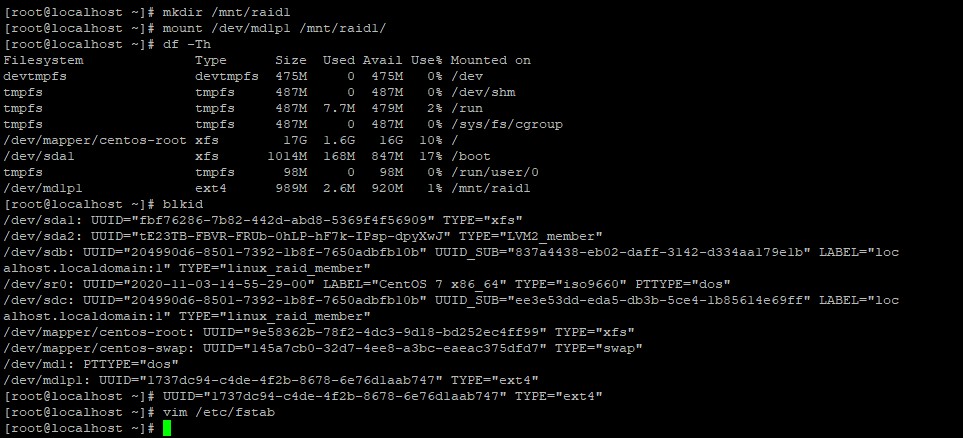 [root@localhost ~]# mkdir /mnt/raid1
[root@localhost ~]# mount /dev/md1p1 /mnt/raid1/
[root@localhost ~]# df -Th
Filesystem              Type      Size  Used Avail Use% Mounted on
devtmpfs                devtmpfs  475M     0  475M   0% /dev
tmpfs                   tmpfs     487M     0  487M   0% /dev/shm
tmpfs                   tmpfs     487M  7.7M  479M   2% /run
tmpfs                   tmpfs     487M     0  487M   0% /sys/fs/cgroup
/dev/mapper/centos-root xfs        17G  1.6G   16G  10% /
/dev/sda1               xfs      1014M  168M  847M  17% /boot
tmpfs                   tmpfs      98M     0   98M   0% /run/user/0
/dev/md1p1              ext4      989M  2.6M  920M   1% /mnt/raid1
[root@localhost ~]# blkid
/dev/sda1: UUID="fbf76286-7b82-442d-abd8-5369f4f56909" TYPE="xfs"
/dev/sda2: UUID="tE23TB-FBVR-FRUb-0hLP-hF7k-IPsp-dpyXwJ" TYPE="LVM2_member"
/dev/sdb: UUID="204990d6-8501-7392-1b8f-7650adbfb10b" UUID_SUB="837a4438-eb02-daff-3142-d334aa179e1b" LABEL="loc
alhost.localdomain:1" TYPE="linux_raid_member"
/dev/sr0: UUID="2020-11-03-14-55-29-00" LABEL="CentOS 7 x86_64" TYPE="iso9660" PTTYPE="dos"
/dev/sdc: UUID="204990d6-8501-7392-1b8f-7650adbfb10b" UUID_SUB="ee3e53dd-eda5-db3b-5ce4-1b85614e69ff" LABEL="loc
alhost.localdomain:1" TYPE="linux_raid_member"
/dev/mapper/centos-root: UUID="9e58362b-78f2-4dc3-9d18-bd252ec4ff99" TYPE="xfs"
/dev/mapper/centos-swap: UUID="145a7cb0-32d7-4ee8-a3bc-eaeac375dfd7" TYPE="swap"
/dev/md1: PTTYPE="dos"
/dev/md1p1: UUID="1737dc94-c4de-4f2b-8678-6e76d1aab747" TYPE="ext4"
[root@localhost ~]# UUID="1737dc94-c4de-4f2b-8678-6e76d1aab747" TYPE="ext4"
[root@localhost ~]# vim /etc/fstab
[root@localhost ~]#